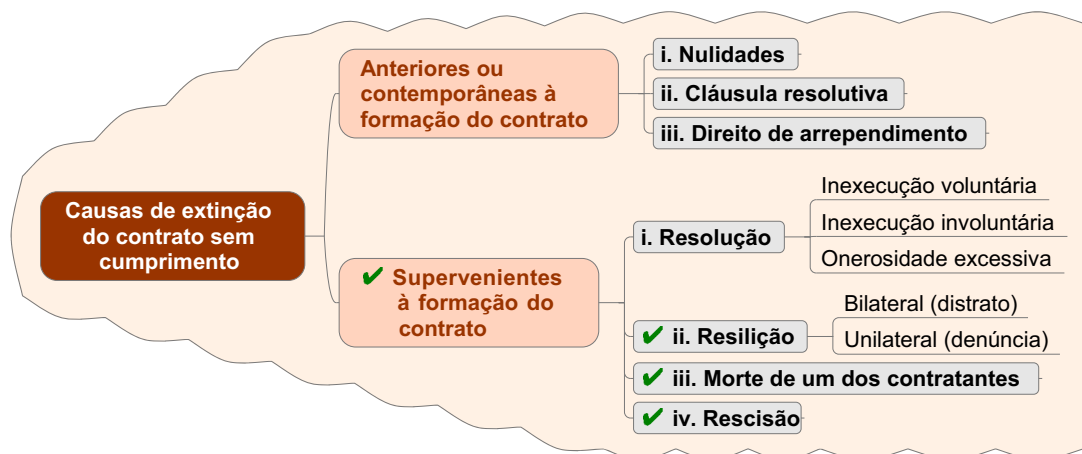 Causas de extinção
do contrato sem
cumprimento
Anteriores ou
contemporâneas à
formação do contrato
i. Nulidades
ii. Cláusula resolutiva
iii. Direito de arrependimento
✔ Supervenientes
à formação do
contrato
i. Resolução
Inexecução voluntária
Inexecução involuntária
Onerosidade excessiva
✔ ii. Resilição
Bilateral (distrato)
Unilateral (denúncia)
✔ iii. Morte de um dos contratantes
✔ iv. Rescisão